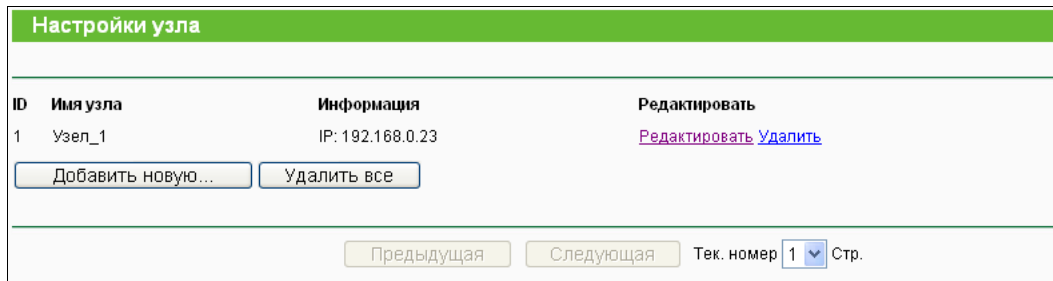 Настройки узла
ID Имя узла Информация Редактировать
1 Узел_1 IP: 192.168.0.23 Редактировать Удалить
Добавить новую... Удалить все
Предыдущая Следующая Тек. номер 1 Стр.